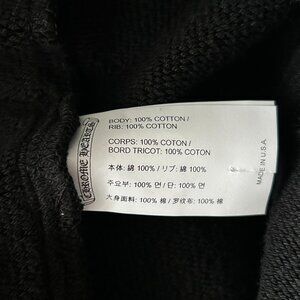 CHROME HEARTS
BODY: 100% COTTON /
RIB: 100% COTTON
CORPS: 100% COTON /
BORD TRICOT: 100% COTON
本体: 綿 100% / リブ: 綿 100%
주요부: 100% 면 / 단: 100% 면
大身面料: 100% 棉 / 罗纹布: 100% 棉
MADE IN U.S.A.